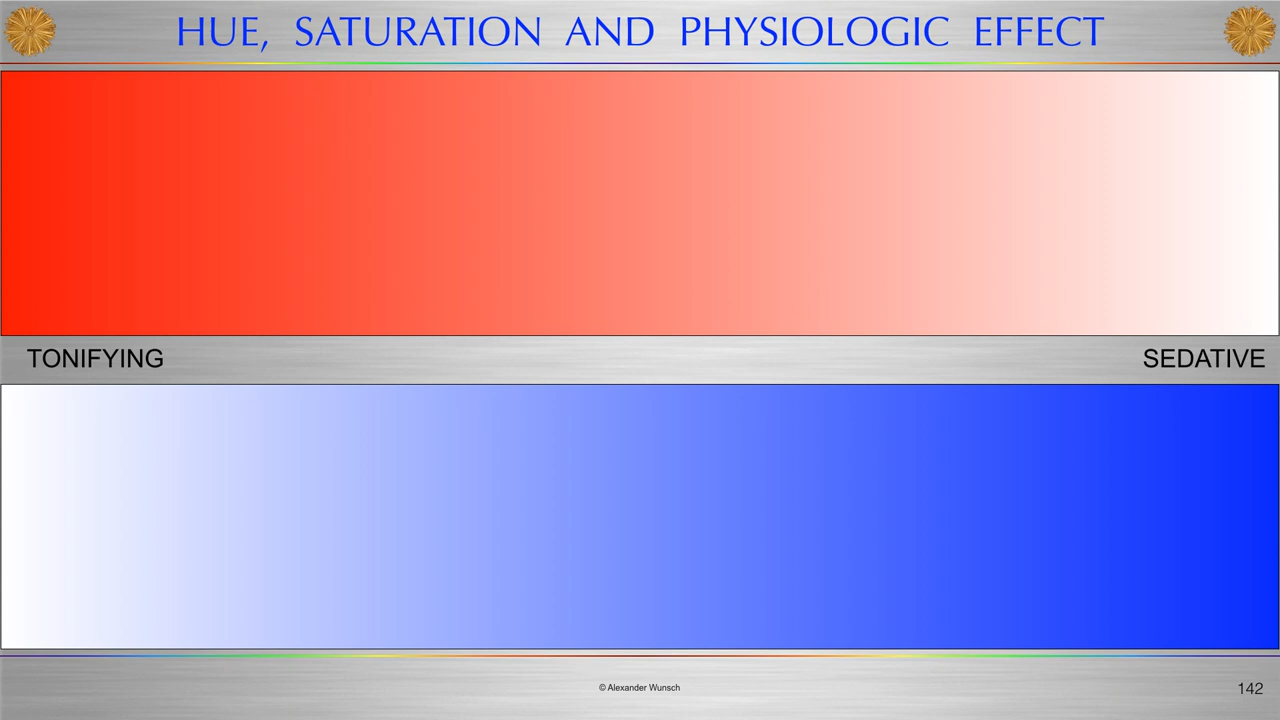 HUE, SATURATION AND PHYSIOLOGIC EFFECT
TONIFYING SEDATIVE
© Alexander Wunsch
142